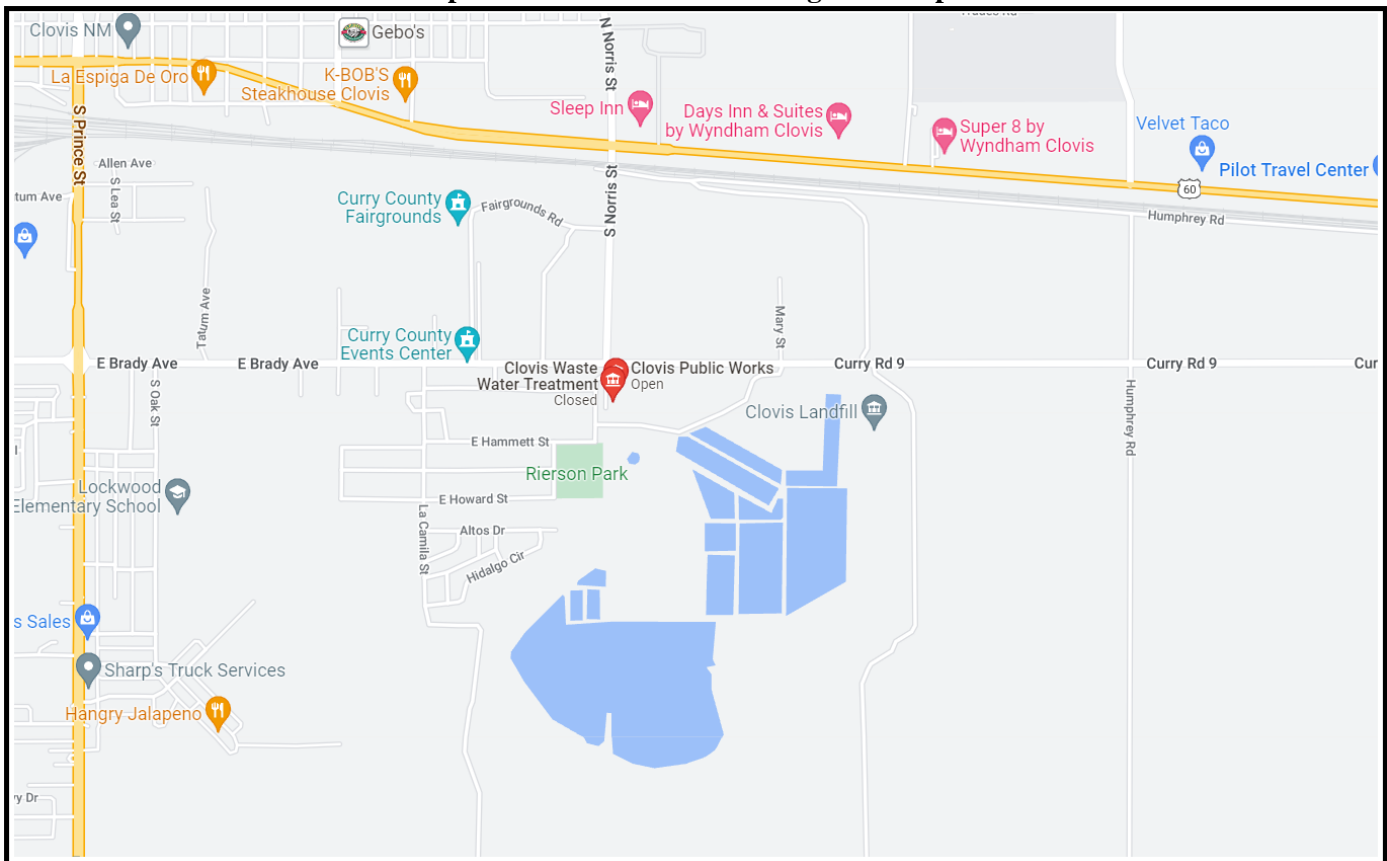 Clovis NM
Gebo's
La Espiga De Oro
K-BOB'S
Steakhouse Clovis
N Norris St
Sleep Inn
Days Inn & Suites
by Wyndham Clovis
Super 8 by
Wyndham Clovis
Velvet Taco
Pilot Travel Center
60
S Prince St
Allen Ave
S Lea St
tum Ave
Curry County
Fairgrounds
Fairgrounds Rd
S Norris St
Humphrey Rd
Tatum Ave
Mary St
Curry County
Events Center
E Brady Ave
E Brady Ave
Clovis Waste
Water Treatment
Closed
Clovis Public Works
Open
Curry Rd 9
Curry Rd 9
Cur
S Oak St
Humphrey Rd
Clovis Landfill
E Hammett St
Rierson Park
Lockwood
Elementary School
E Howard St
La Camila St
Altos Dr
Hidalgo Cir
s Sales
Sharp's Truck Services
Hangry Jalapeno
ry Dr